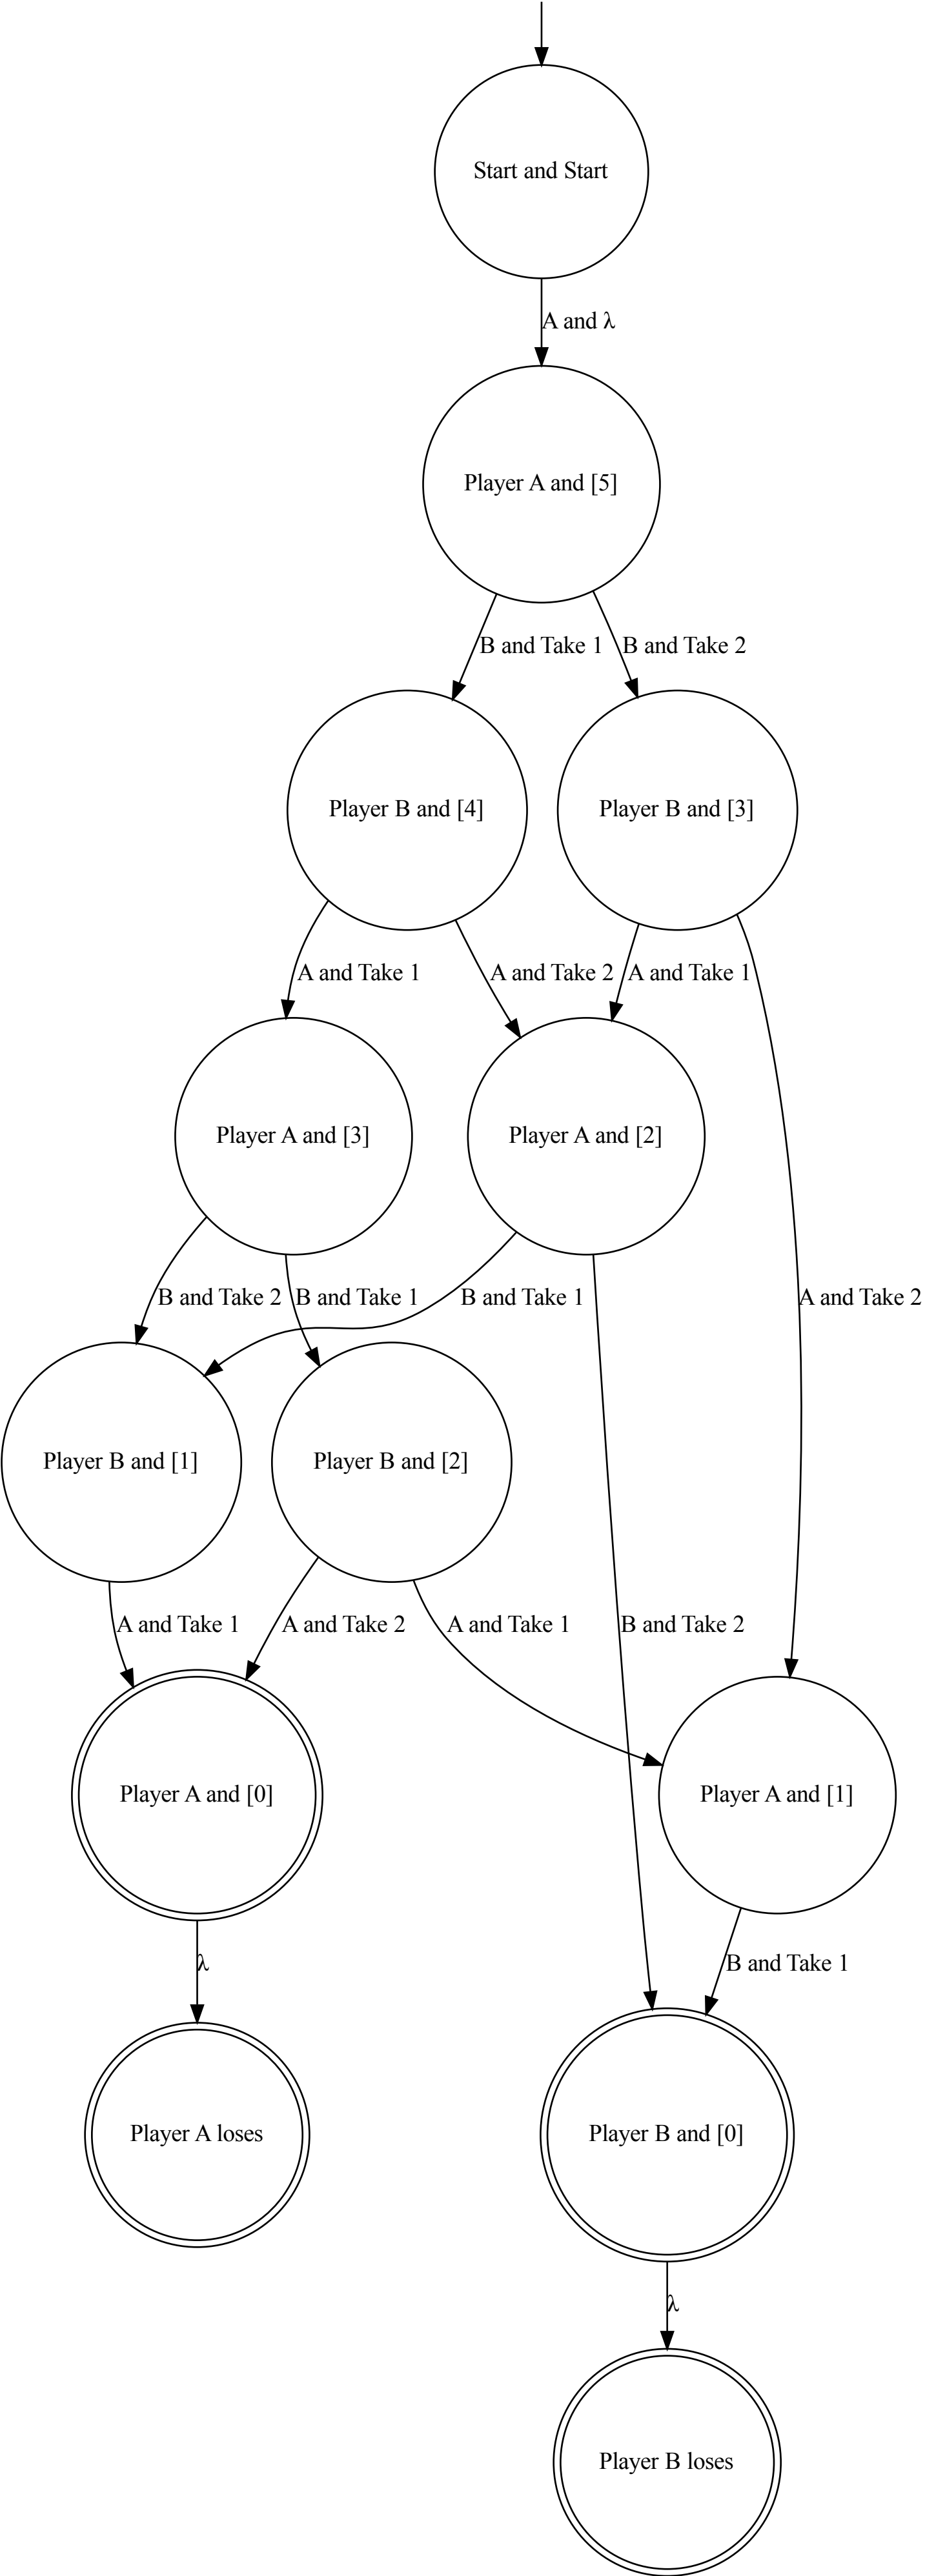 Start and Start
A and λ
Player A and [5]
B and Take 1
B and Take 2
Player B and [4]
Player B and [3]
A and Take 1
A and Take 2
A and Take 1
Player A and [3]
Player A and [2]
B and Take 2
B and Take 1
B and Take 1
A and Take 2
Player B and [1]
Player B and [2]
A and Take 1
A and Take 2
A and Take 1
B and Take 2
Player A and [0]
Player A and [1]
λ
B and Take 1
Player A loses
Player B and [0]
λ
Player B loses